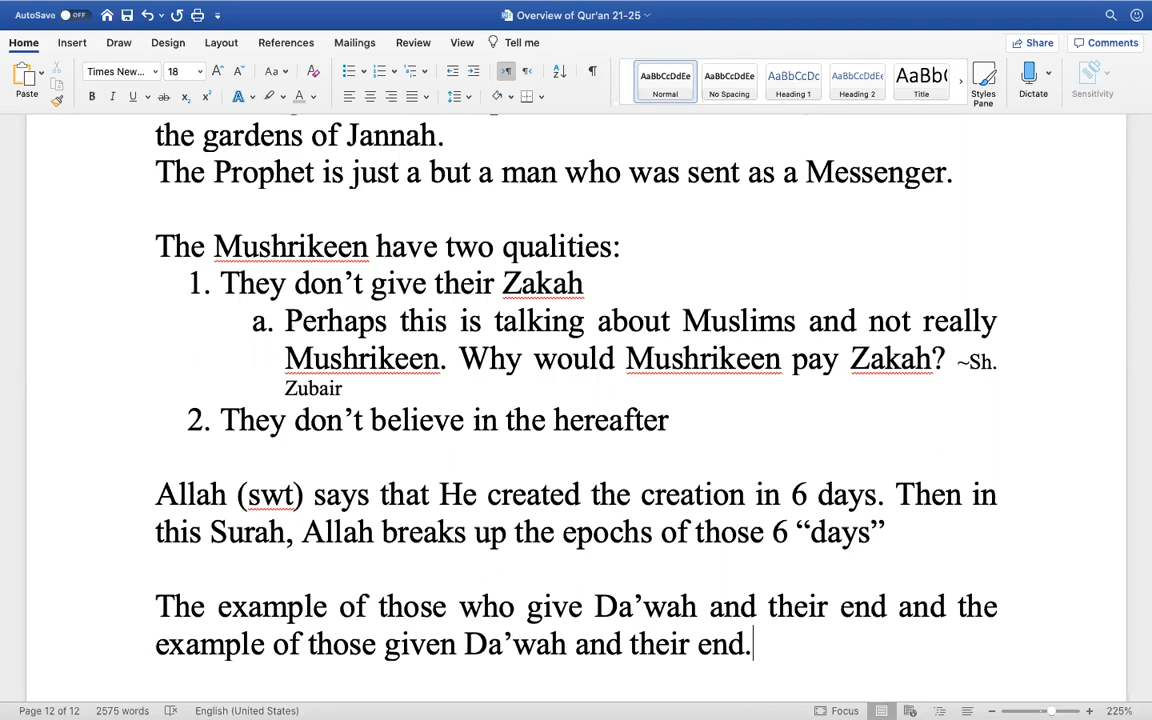 AutoSave OFF Overview of Qur'an 21-25
Home Insert Draw Design Layout References Mailings Review View Tell me Share Comments
Times New... 18 Aa AaBbCcDdEe AaBbCcDdEe AaBbCcDc AaBbCcDdEe AaBb(
Paste B I U ab x₂ x² A A Normal No Spacing Heading 1 Heading 2 Title Styles Pane Dictate Sensitivity
the gardens of Jannah.
The Prophet is just a but a man who was sent as a Messenger.
The Mushrikeen have two qualities:
1. They don’t give their Zakah
a. Perhaps this is talking about Muslims and not really
Mushrikeen. Why would Mushrikeen pay Zakah? ~Sh.
Zubair
2. They don’t believe in the hereafter
Allah (swt) says that He created the creation in 6 days. Then in
this Surah, Allah breaks up the epochs of those 6 “days”
The example of those who give Da’wah and their end and the
example of those given Da’wah and their end.
Page 12 of 12 2575 words English (United States) Focus 225%